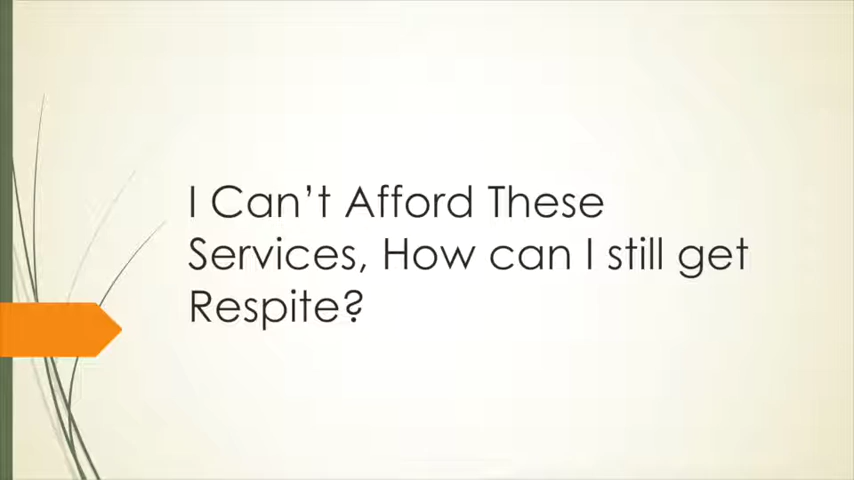 I Can’t Afford These
Services, How can I still get
Respite?